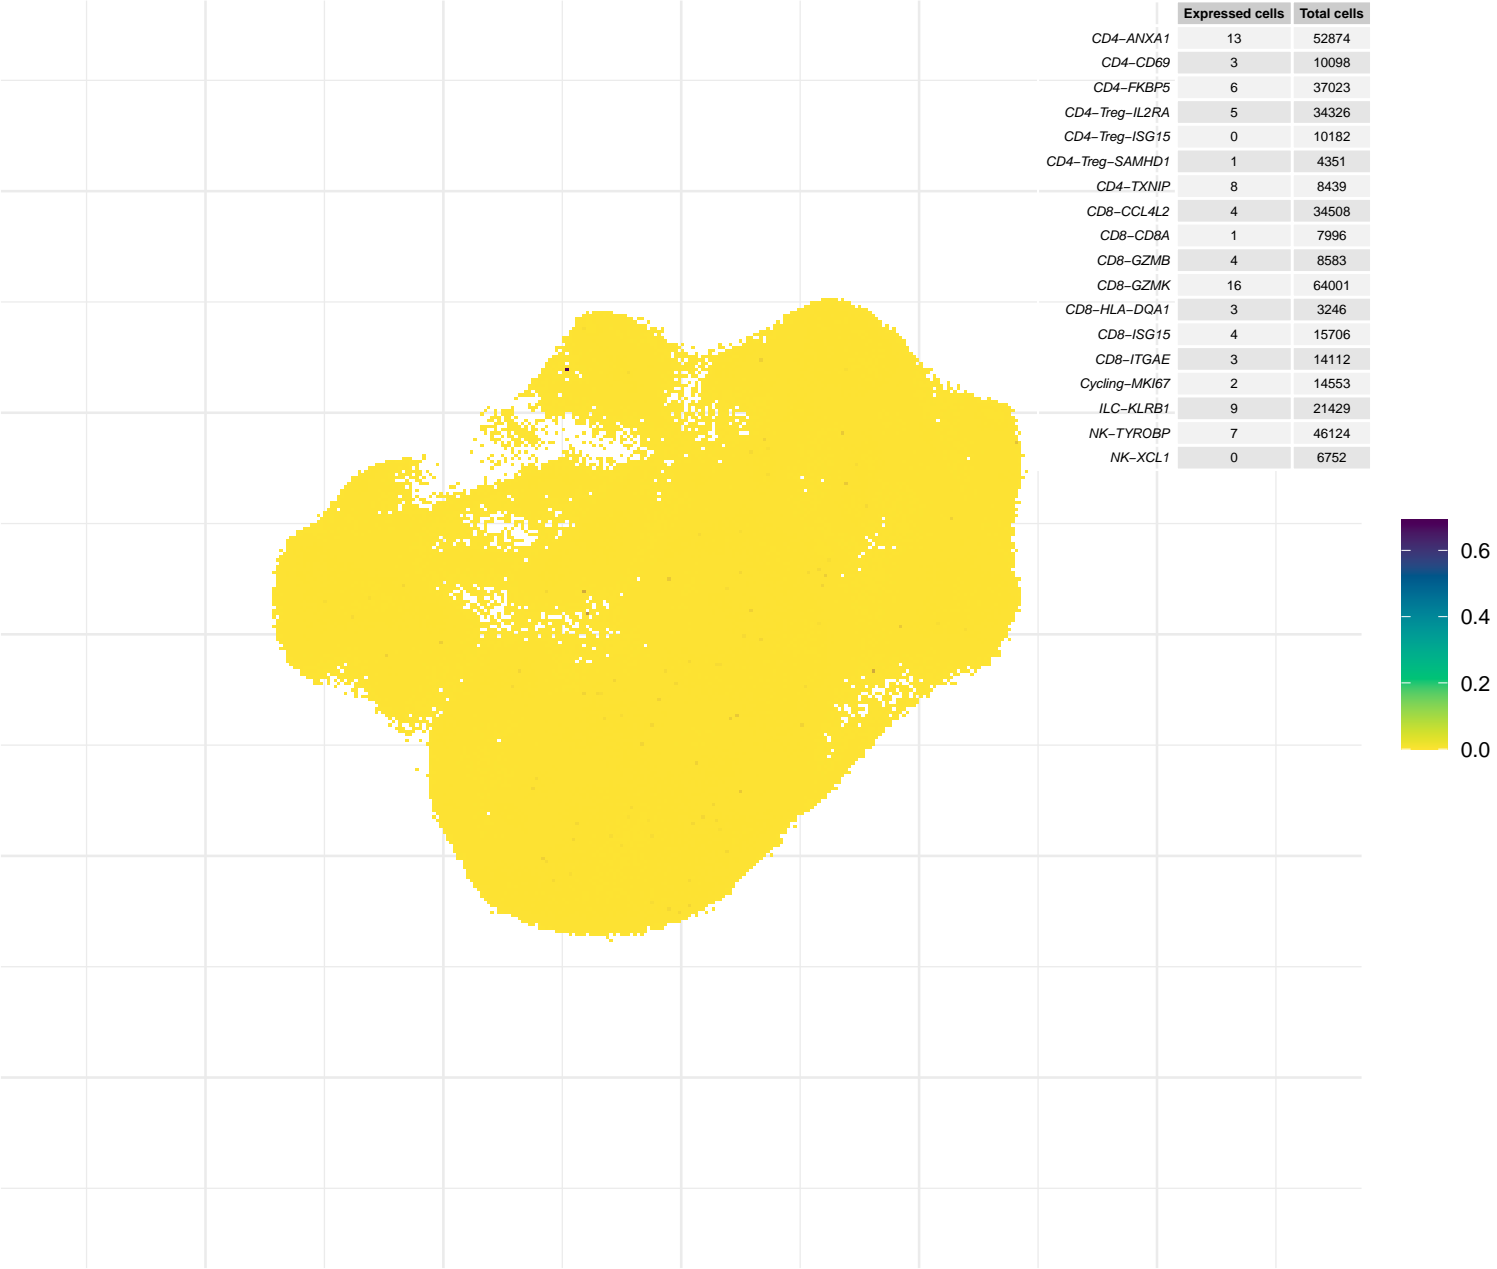 Expressed cells Total cells
CD4−ANXA1 13 52874
CD4−CD69 3 10098
CD4−FKBP5 6 37023
CD4−Treg−IL2RA 5 34326
CD4−Treg−ISG15 0 10182
CD4−Treg−SAMHD1 1 4351
CD4−TXNIP 8 8439
CD8−CCL4L2 4 34508
CD8−CD8A 1 7996
CD8−GZMB 4 8583
CD8−GZMK 16 64001
CD8−HLA−DQA1 3 3246
CD8−ISG15 4 15706
CD8−ITGAE 3 14112
Cycling−MKI67 2 14553
ILC−KLRB1 9 21429
NK−TYROBP 7 46124
NK−XCL1 0 6752
0.6
0.4
0.2
0.0